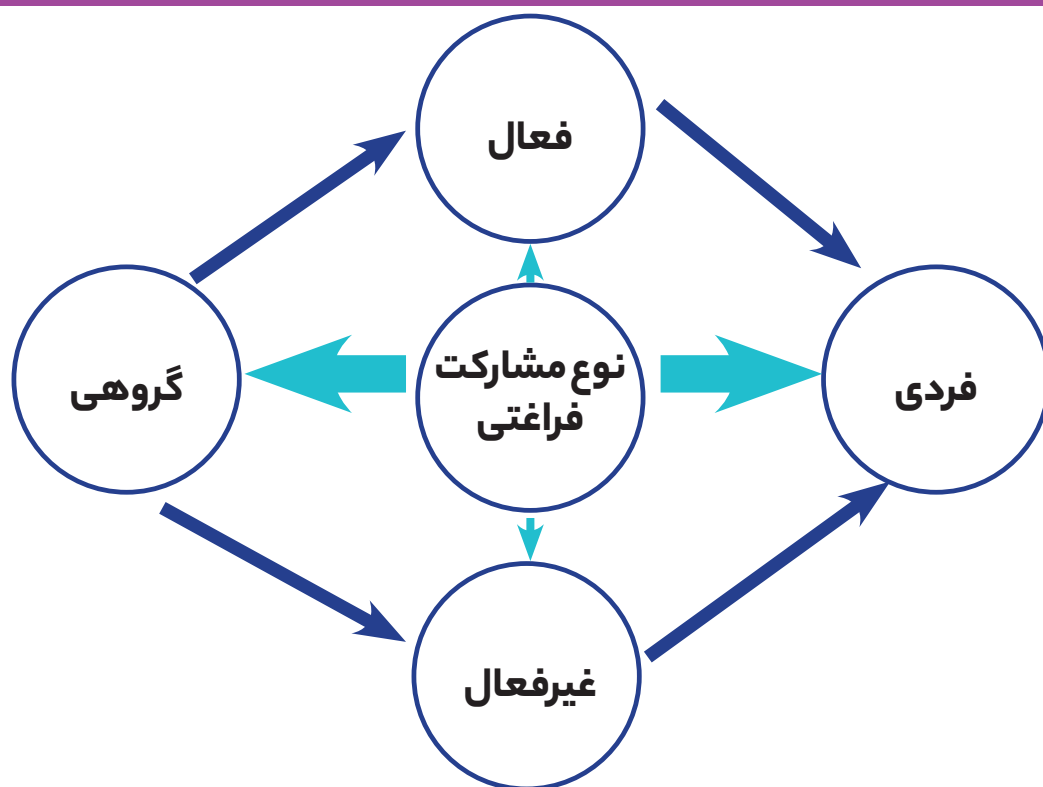 فعال
نوع مشارکت
فراغتی
فردی
گروهی
غیرفعال